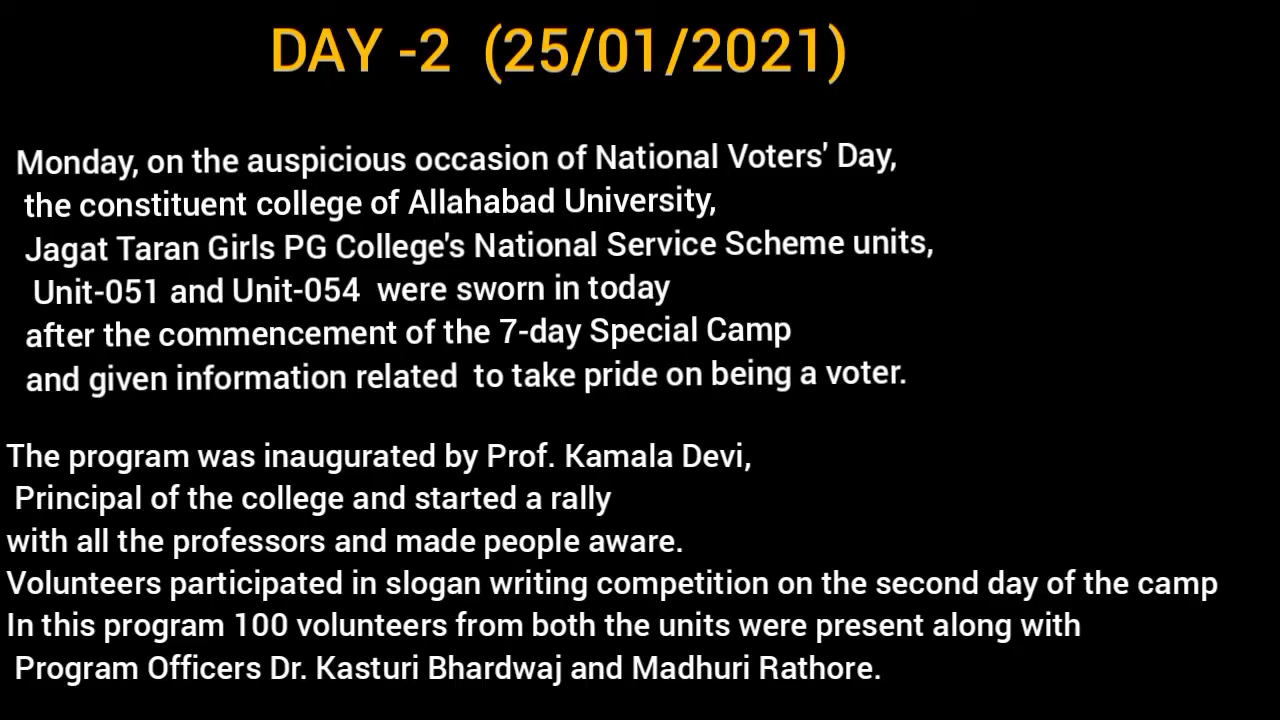 DAY -2 (25/01/2021)
Monday, on the auspicious occasion of National Voters' Day,
the constituent college of Allahabad University,
Jagat Taran Girls PG College's National Service Scheme units,
Unit-051 and Unit-054 were sworn in today
after the commencement of the 7-day Special Camp
and given information related to take pride on being a voter.
The program was inaugurated by Prof. Kamala Devi,
Principal of the college and started a rally
with all the professors and made people aware.
Volunteers participated in slogan writing competition on the second day of the camp
In this program 100 volunteers from both the units were present along with
Program Officers Dr. Kasturi Bhardwaj and Madhuri Rathore.